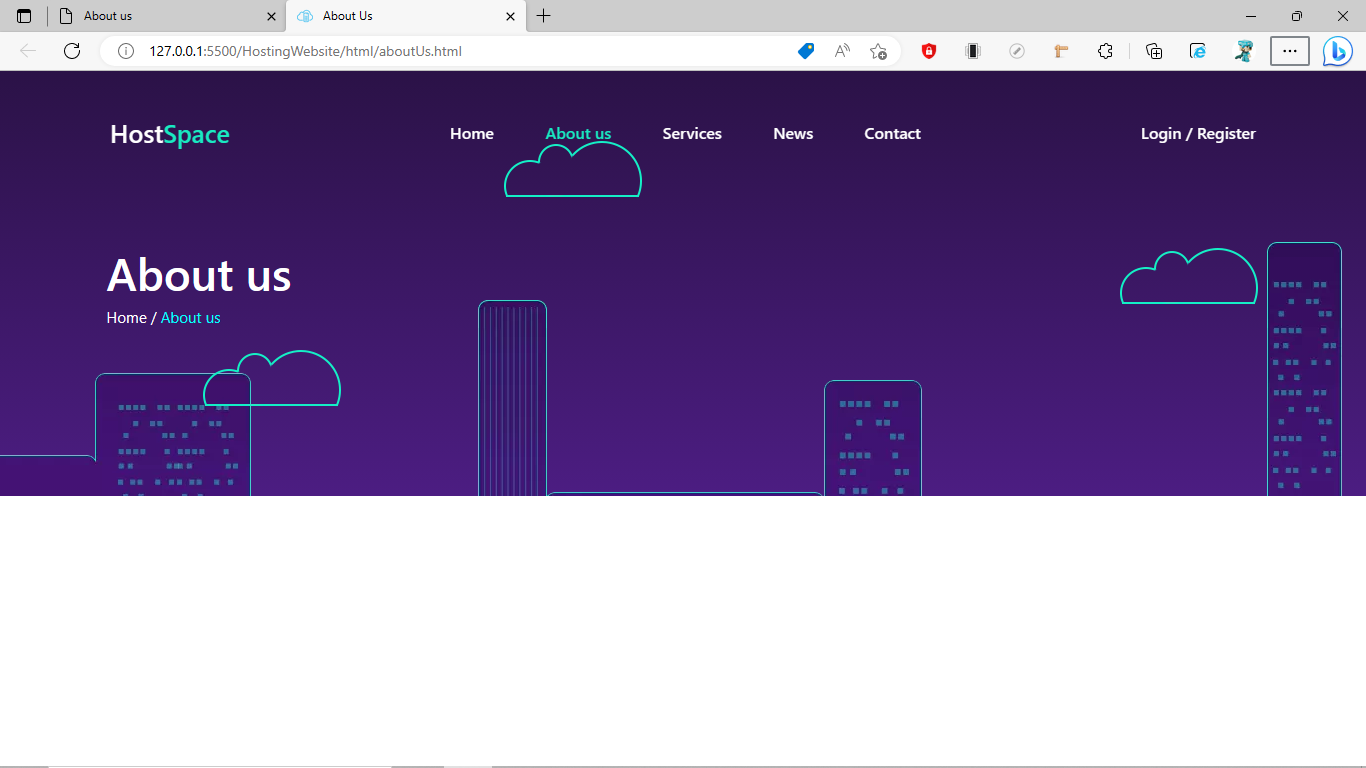 About us
About Us
127.0.0.1:5500/HostingWebsite/html/aboutUs.html
HostSpace
Home About us Services News Contact Login / Register
About us
Home / About us